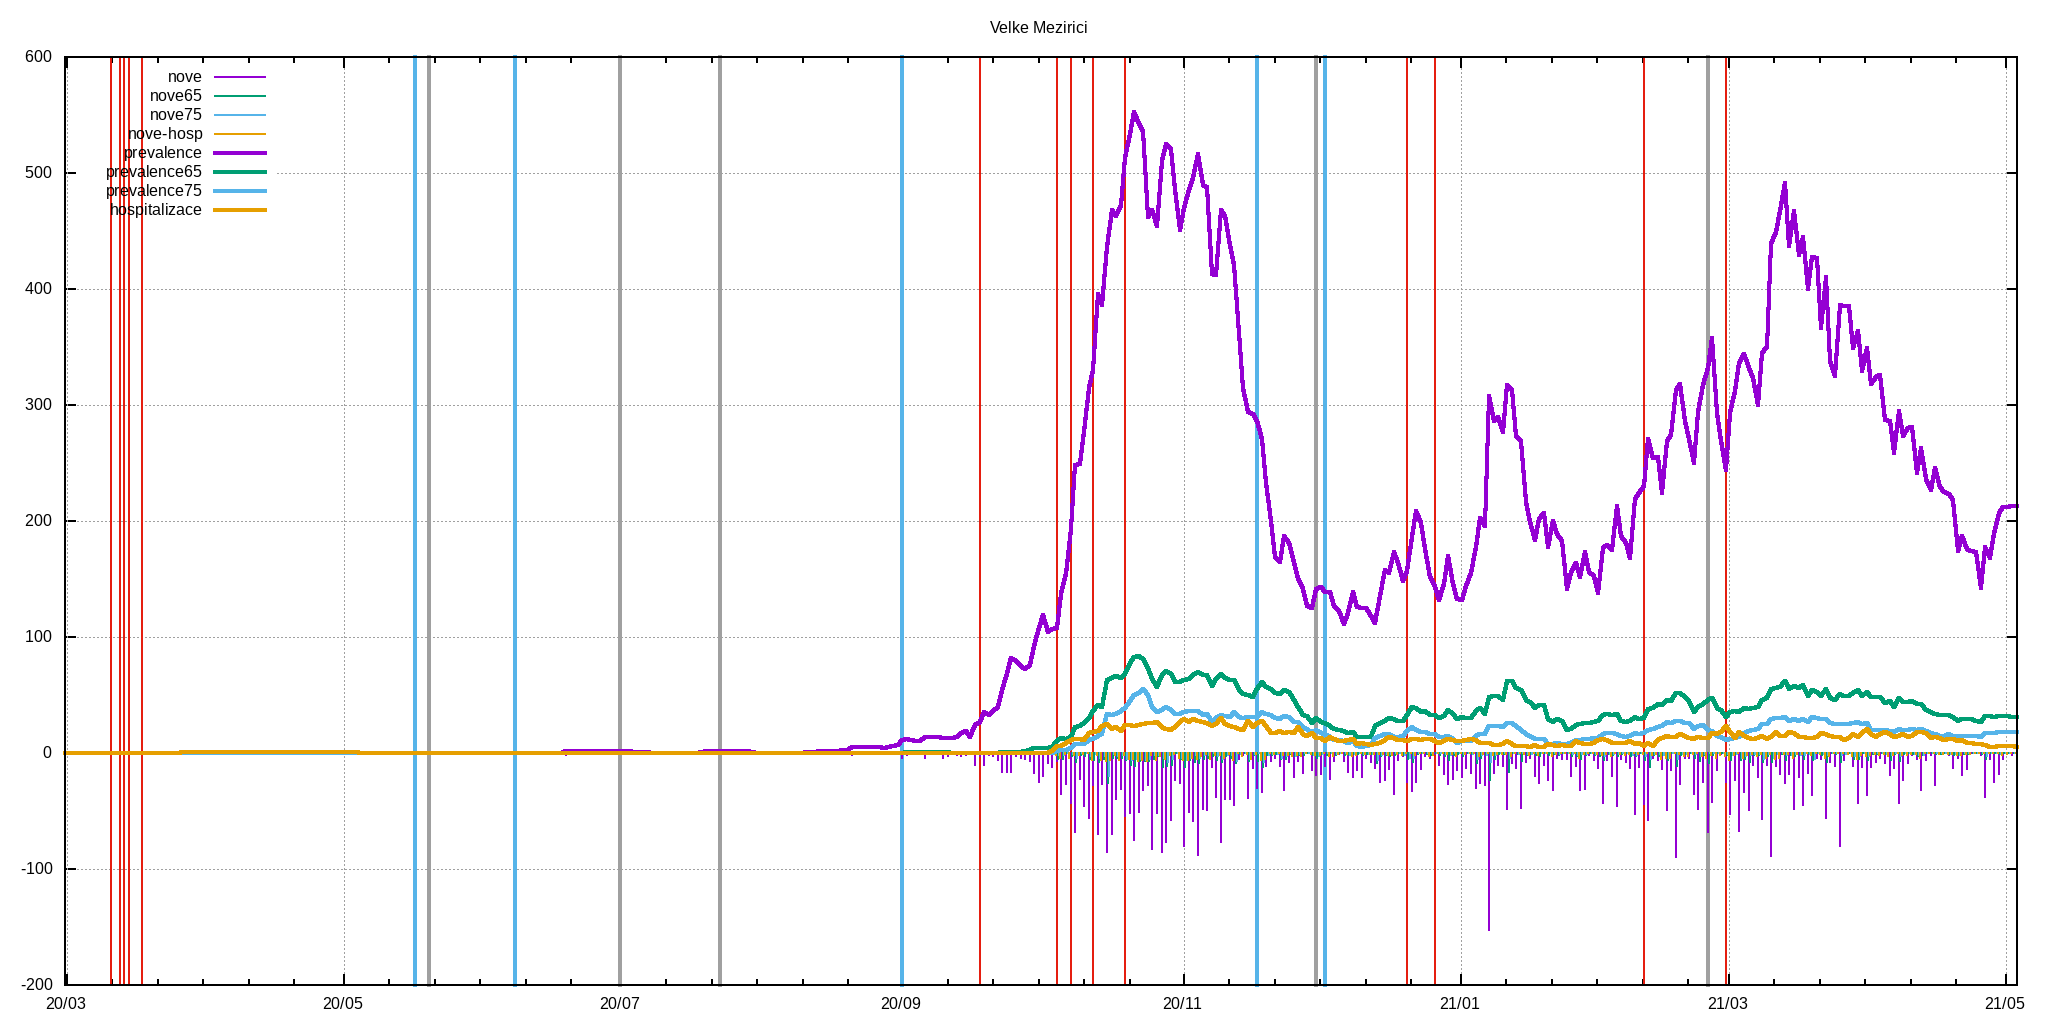 Velke Mezirici
600
500
400
300
200
100
0
-100
-200
nove
nove65
nove75
nove-hosp
prevalence
prevalence65
prevalence75
hospitalizace
20/03 20/05 20/07 20/09 20/11 21/01 21/03 21/05